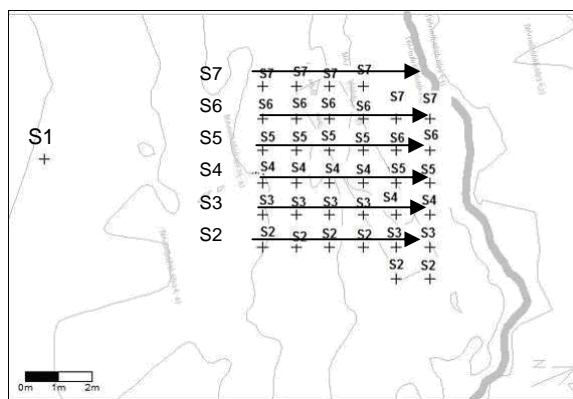 S7
S7 S7 S7 S7
S6
S7 S7
S6 S6 S6 S6
S1
S5
S6
S5 S5 S5 S5 S6
S4
S4 S4 S4 S4 S5 S5
S3
S4
S3 S3 S3 S3 S4
S2
S2 S2 S2 S2 S3 S3
S2 S2
0m 1m 2m